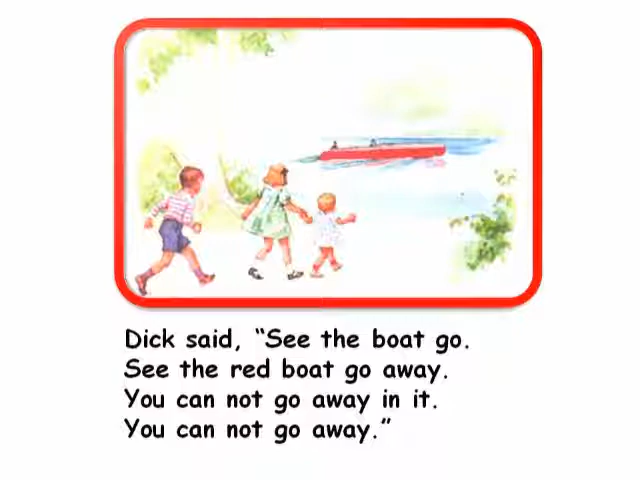 Dick said, “See the boat go.
See the red boat go away.
You can not go away in it.
You can not go away.”